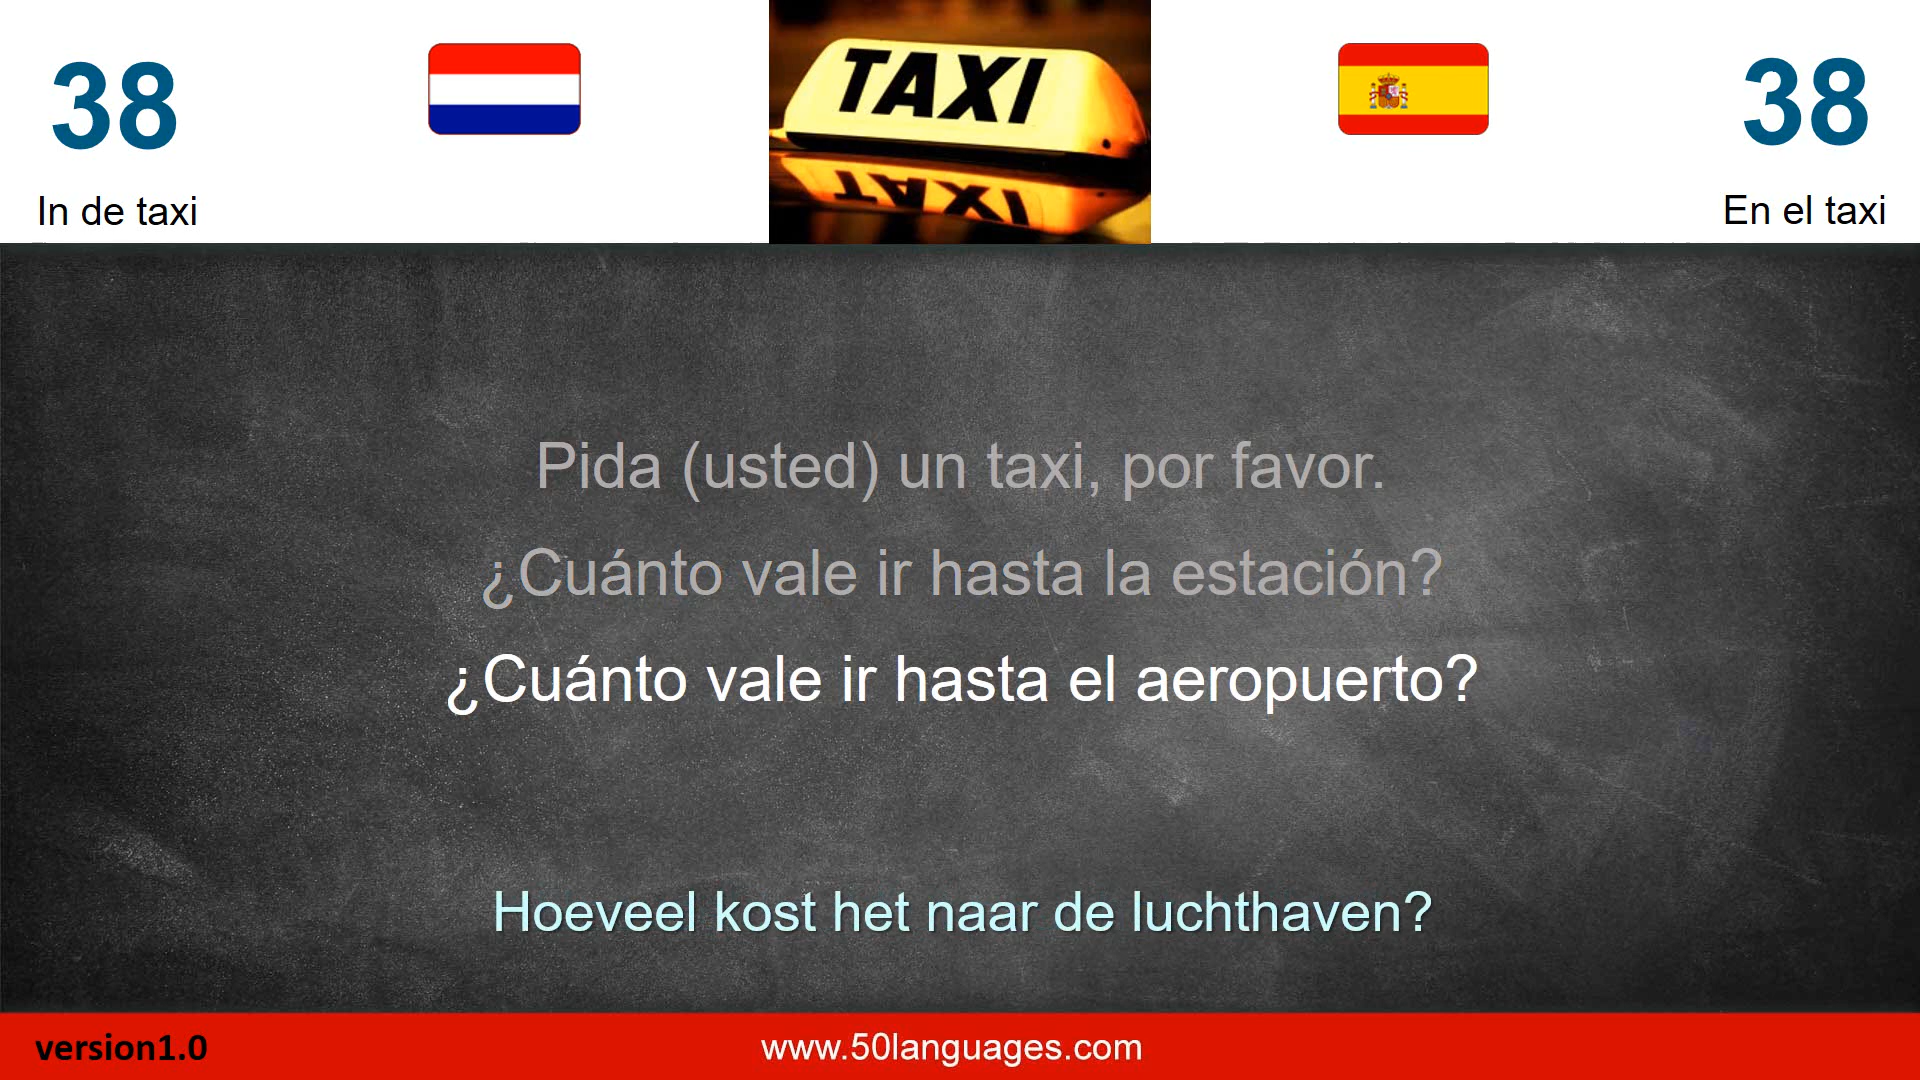 38
38
TAXI
In de taxi
En el taxi
Pida (usted) un taxi, por favor.
¿Cuánto vale ir hasta la estación?
¿Cuánto vale ir hasta el aeropuerto?
Hoeveel kost het naar de luchthaven?
version1.0
www.50languages.com